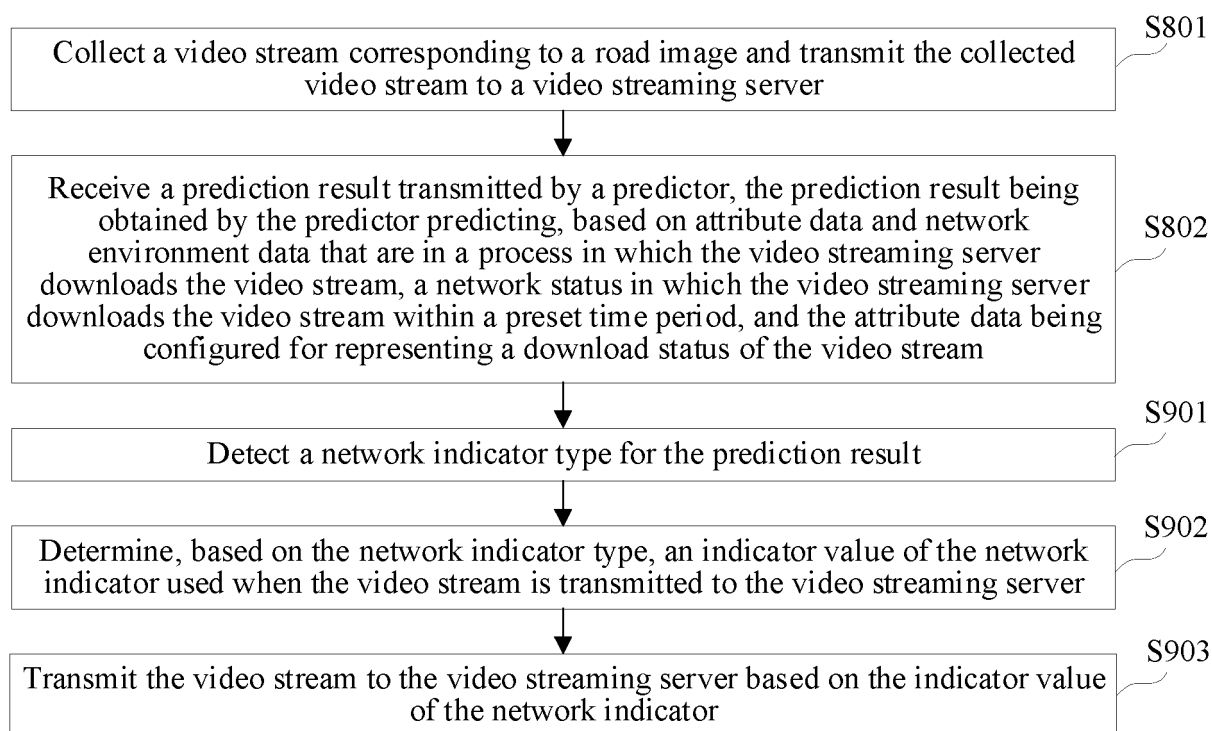 S801
Collect a video stream corresponding to a road image and transmit the collected
video stream to a video streaming server
Receive a prediction result transmitted by a predictor, the prediction result being
obtained by the predictor predicting, based on attribute data and network
environment data that are in a process in which the video streaming server
downloads the video stream, a network status in which the video streaming server
downloads the video stream within a preset time period, and the attribute data being
configured for representing a download status of the video stream
S802
S901
Detect a network indicator type for the prediction result
S902
Determine, based on the network indicator type, an indicator value of the network
indicator used when the video stream is transmitted to the video streaming server
S903
Transmit the video stream to the video streaming server based on the indicator value
of the network indicator